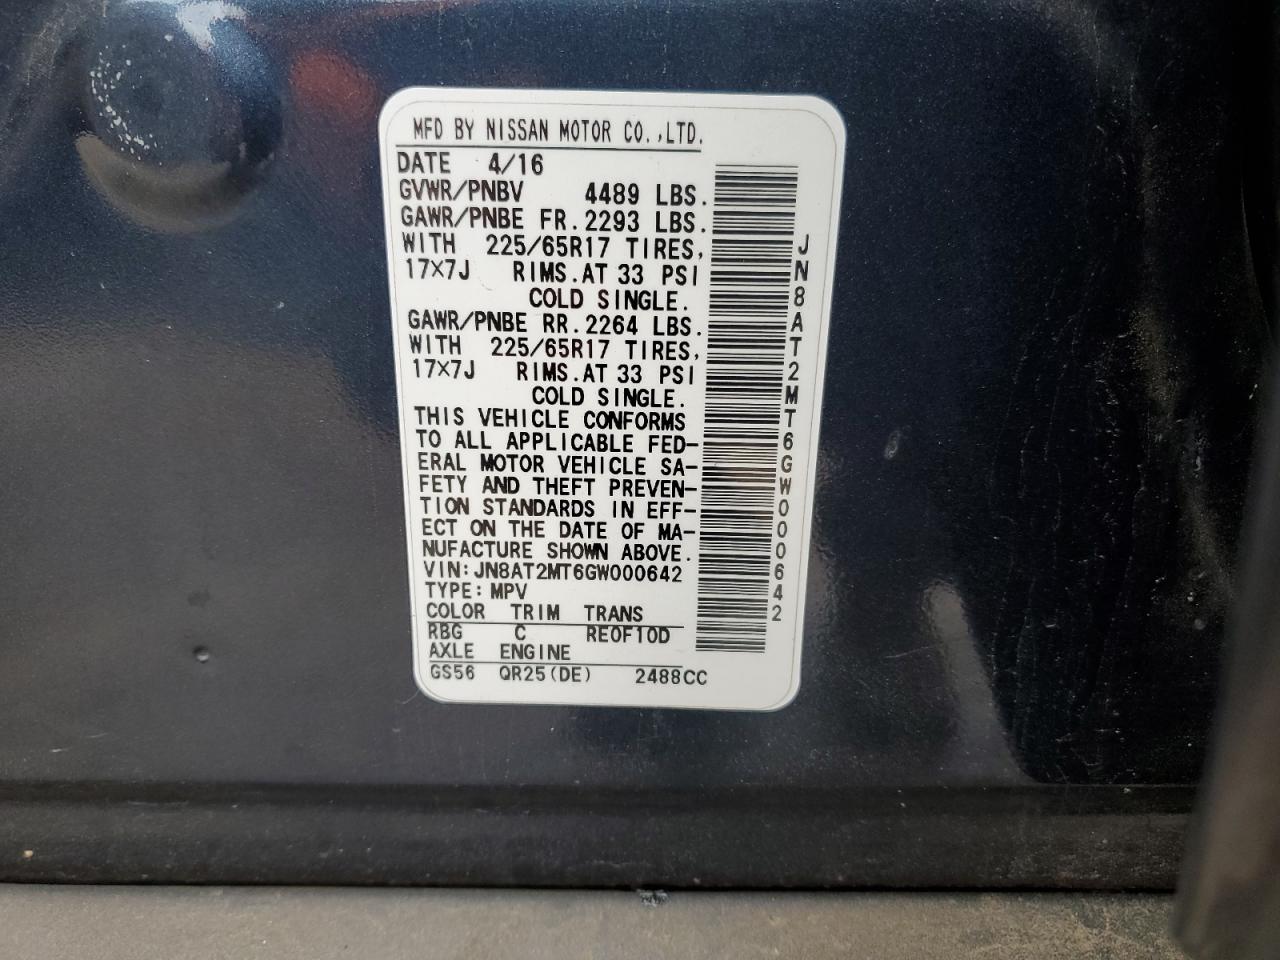 MFD BY NISSAN MOTOR CO.,LTD.
DATE 4/16
GVWR/PNBV 4489 LBS.
GAWR/PNBE FR.2293 LBS.
WITH 225/65R17 TIRES,
17×7J RIMS.AT 33 PSI
COLD SINGLE.
GAWR/PNBE RR.2264 LBS.
WITH 225/65R17 TIRES,
17×7J RIMS.AT 33 PSI
COLD SINGLE.
THIS VEHICLE CONFORMS
TO ALL APPLICABLE FED-
ERAL MOTOR VEHICLE SA-
FETY AND THEFT PREVEN-
TION STANDARDS IN EFF-
ECT ON THE DATE OF MA-
NUFACTURE SHOWN ABOVE.
VIN:JN8AT2MT6GW000642
TYPE:MPV
COLOR TRIM TRANS
RBG C RE0F10D
AXLE ENGINE
GS56 QR25(DE) 2488CC
JN8AT2MT6GW000642